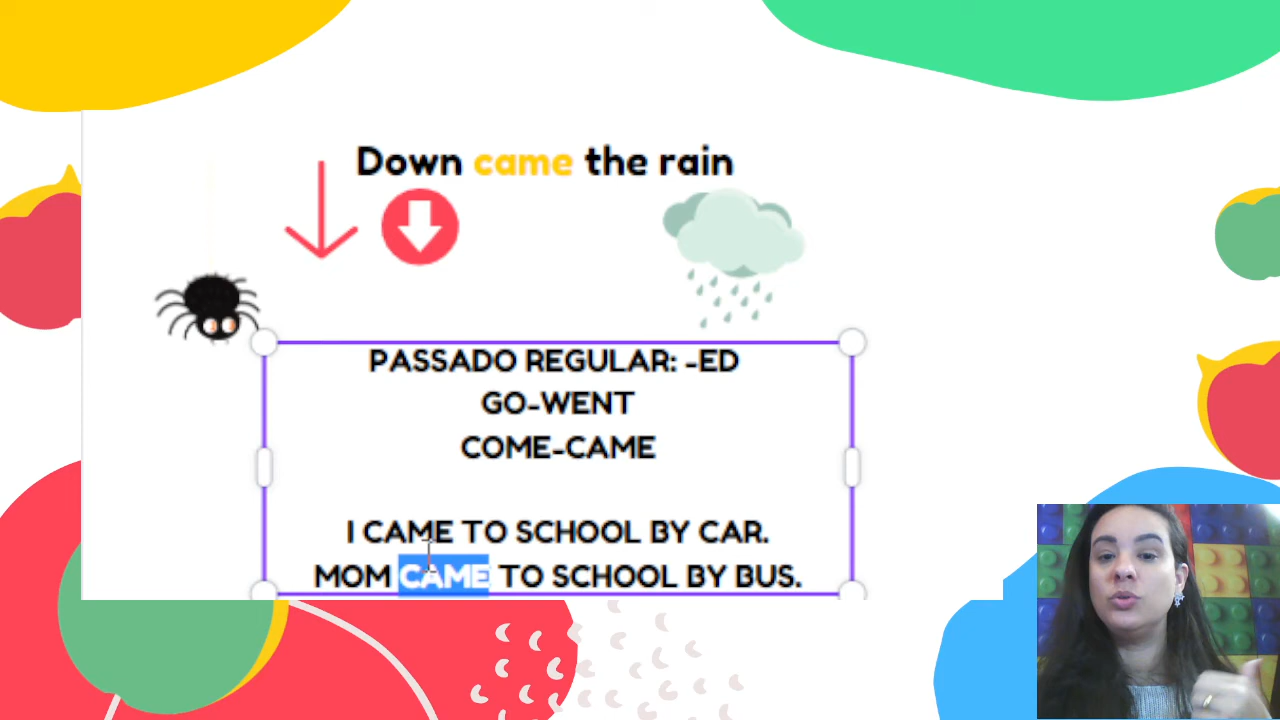 Down came the rain
PASSADO REGULAR: -ED
GO-WENT
COME-CAME
I CAME TO SCHOOL BY CAR.
MOM CAME TO SCHOOL BY BUS.